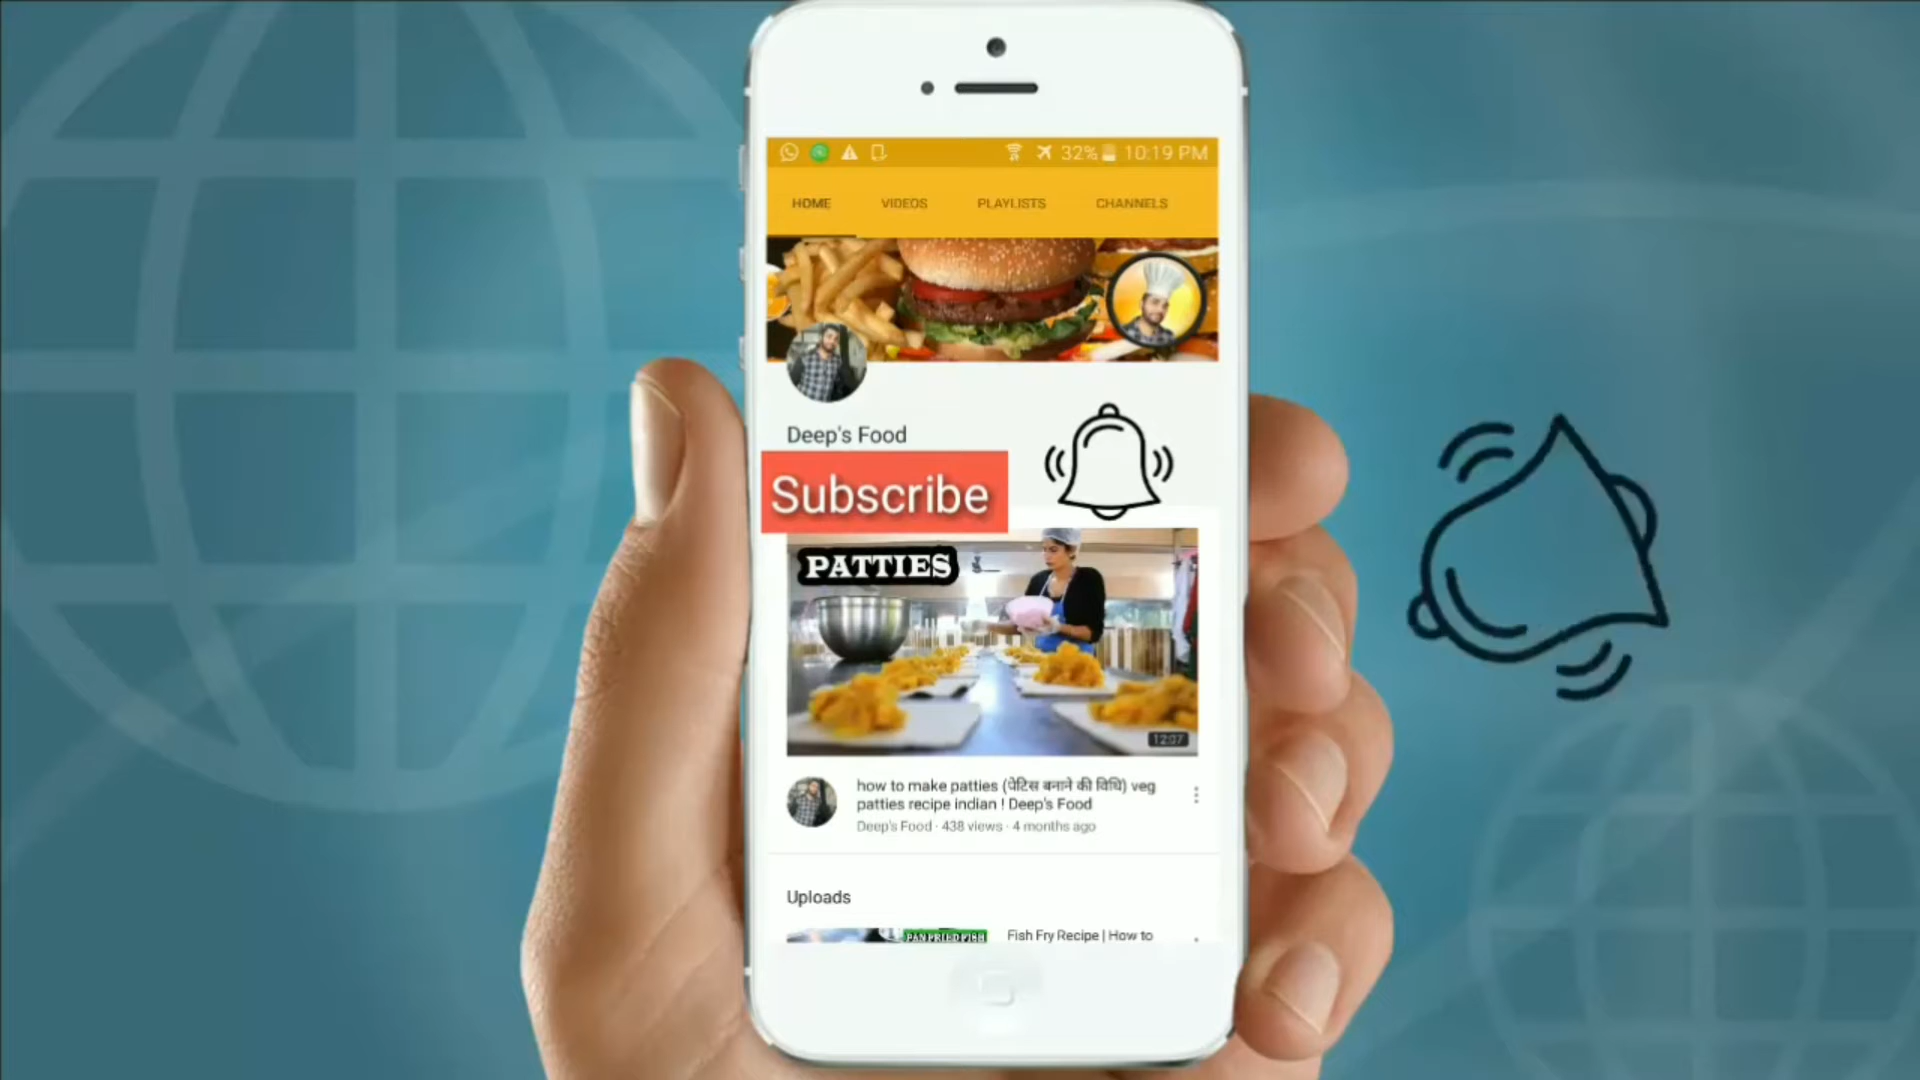 32% 10:19 PM
HOME VIDEOS PLAYLISTS CHANNELS
Deep's Food
Subscribe
PATTIES
12:07
how to make patties (पेटिस बनाने की विधि) veg
patties recipe indian ! Deep's Food
Deep's Food · 438 views · 4 months ago
Uploads
PAN FRIED FISH
Fish Fry Recipe | How to